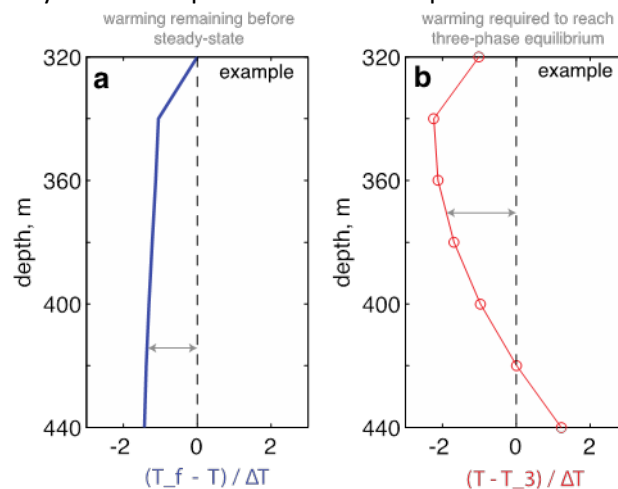 warming remaining before
steady-state
warming required to reach
three-phase equilibrium
a
example
320
360
400
440
depth, m
-2
0
2
(T_f - T) / ΔT
b
example
320
360
400
440
depth, m
-2
0
2
(T - T_3) / ΔT